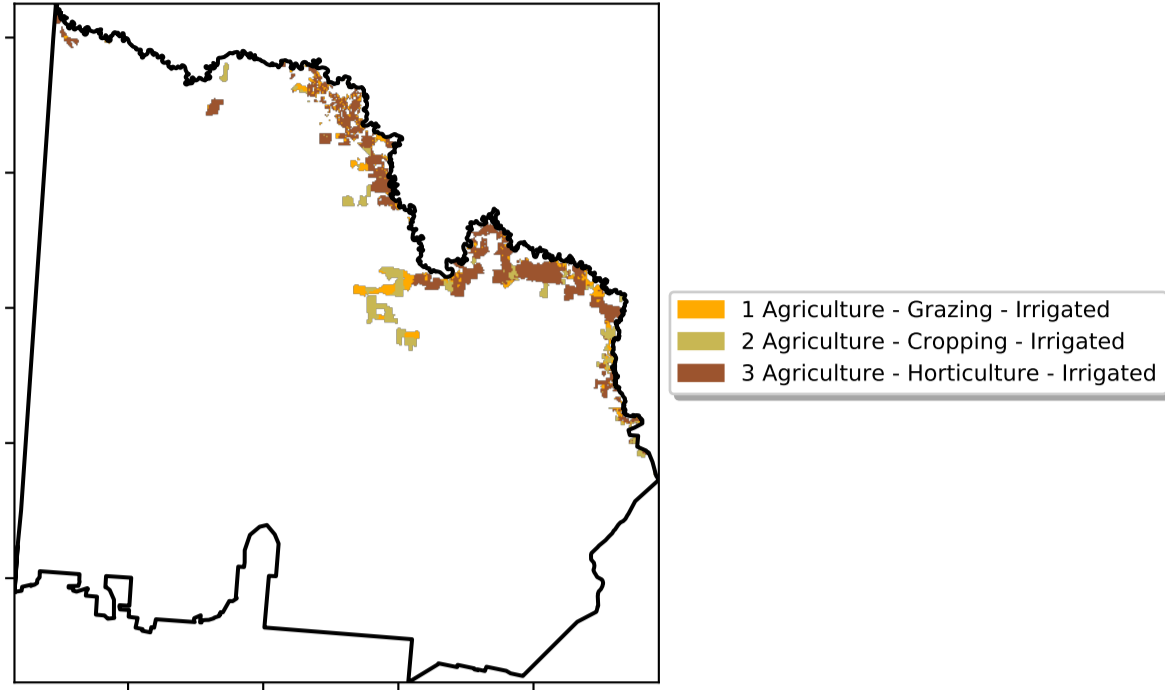 1 Agriculture - Grazing - Irrigated
2 Agriculture - Cropping - Irrigated
3 Agriculture - Horticulture - Irrigated